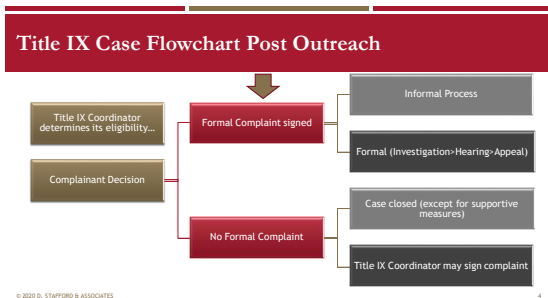 Title IX Case Flowchart Post Outreach
Title IX Coordinator
determines its eligibility...
Complainant Decision
Formal Complaint signed
Informal Process
Formal (Investigation>Hearing>Appeal)
No Formal Complaint
Case closed (except for supportive
measures)
Title IX Coordinator may sign complaint
© 2020 D. STAFFORD & ASSOCIATES
4